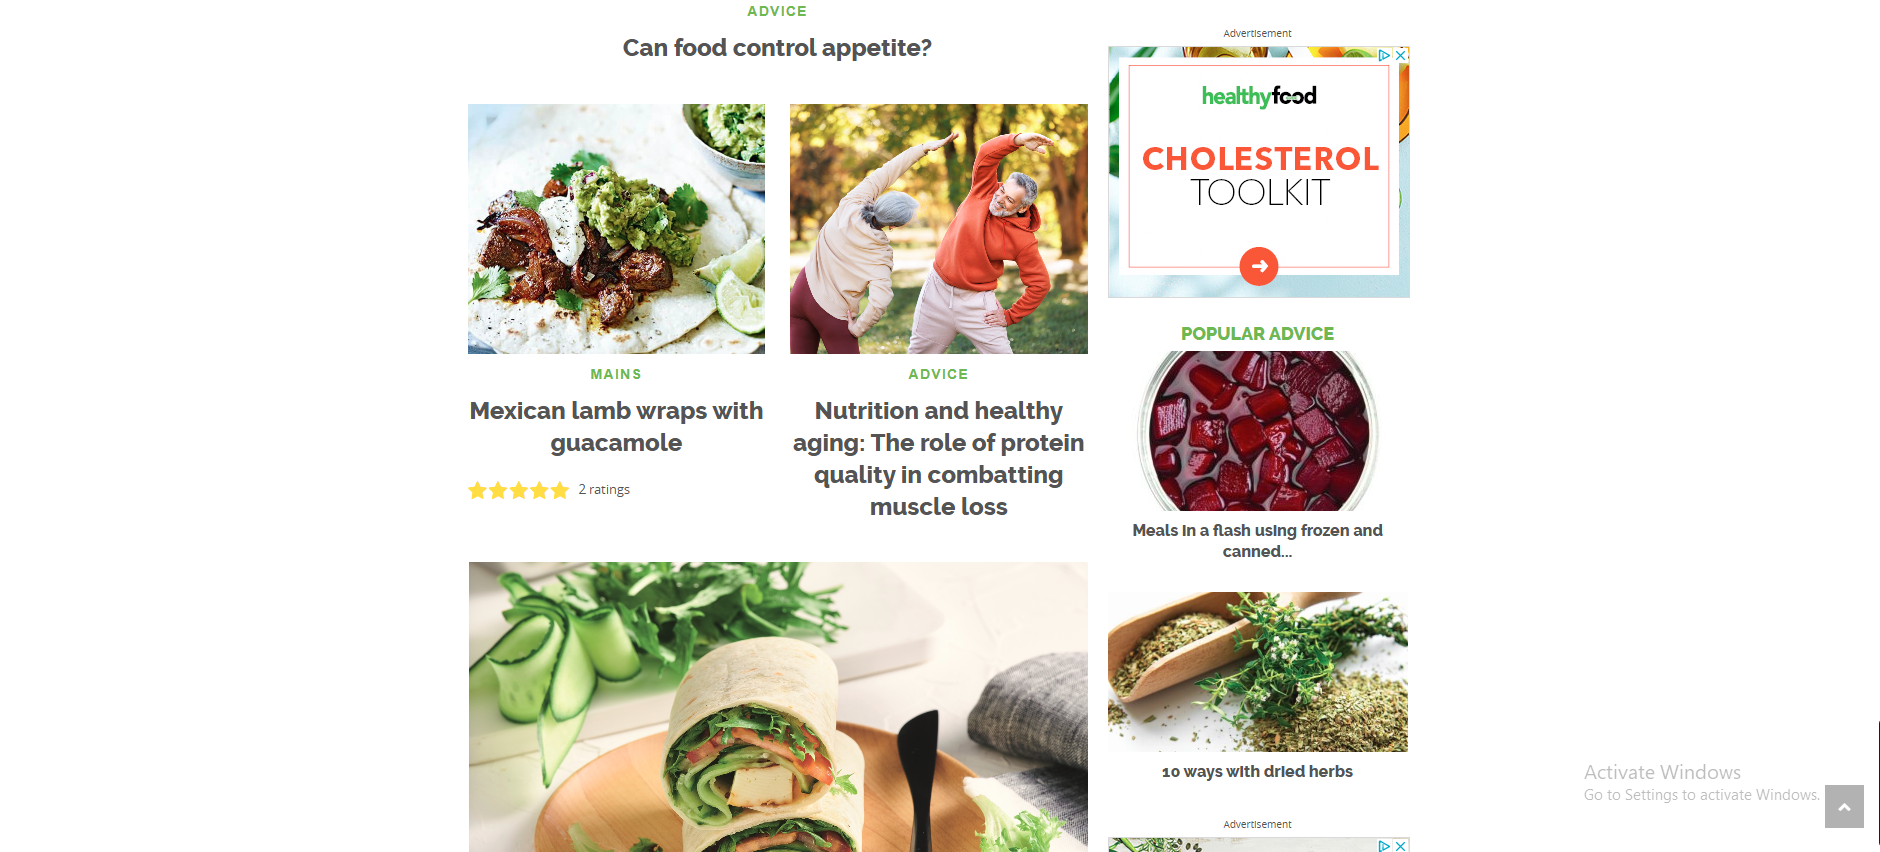 ADVICE
Can food control appetite?
MAINS
Mexican lamb wraps with
guacamole
2 ratings
ADVICE
Nutrition and healthy
aging: The role of protein
quality in combatting
muscle loss
Advertisement
healthyfood
CHOLESTEROL
TOOLKIT
POPULAR ADVICE
Meals in a flash using frozen and
canned...
10 ways with dried herbs
Advertisement
Activate Windows
Go to Settings to activate Windows.